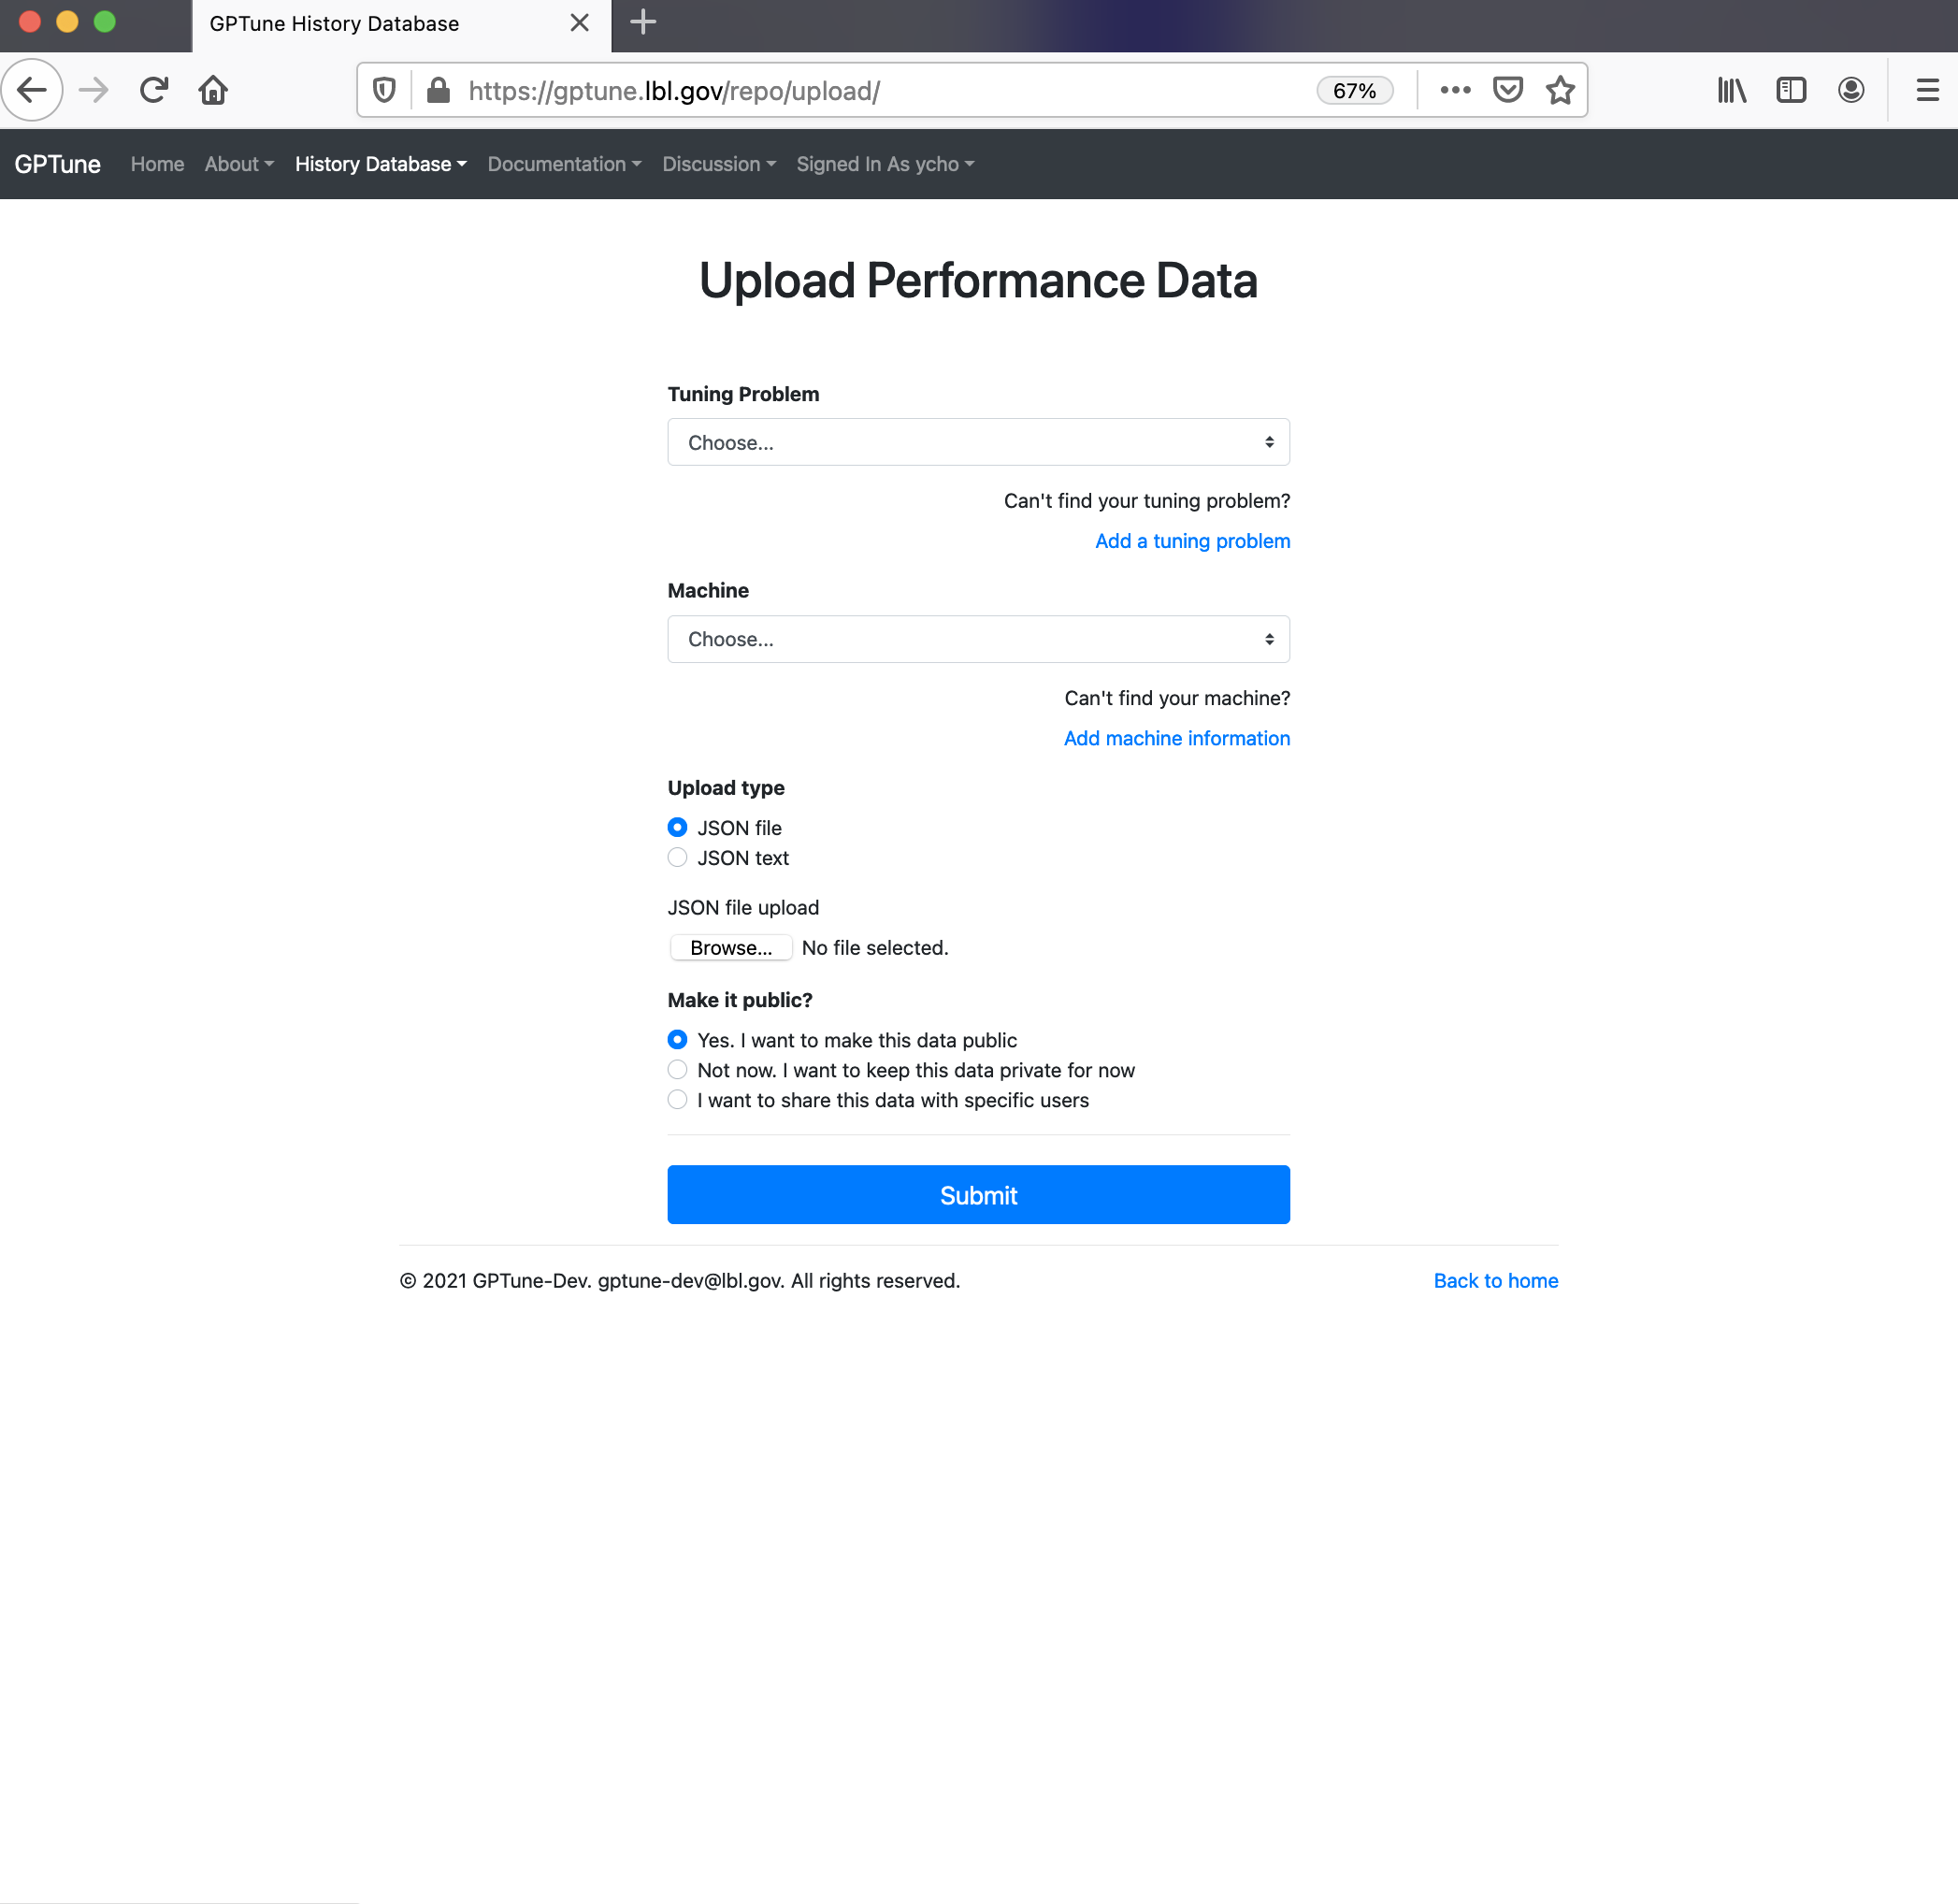 GPTune History Database
https://gptune.lbl.gov/repo/upload/ 67%
GPTune Home About History Database Documentation Discussion Signed In As ycho
Upload Performance Data
Tuning Problem
Choose...
Can't find your tuning problem?
Add a tuning problem
Machine
Choose...
Can't find your machine?
Add machine information
Upload type
JSON file
JSON text
JSON file upload
Browse... No file selected.
Make it public?
Yes. I want to make this data public
Not now. I want to keep this data private for now
I want to share this data with specific users
Submit
© 2021 GPTune-Dev. gptune-dev@lbl.gov. All rights reserved. Back to home